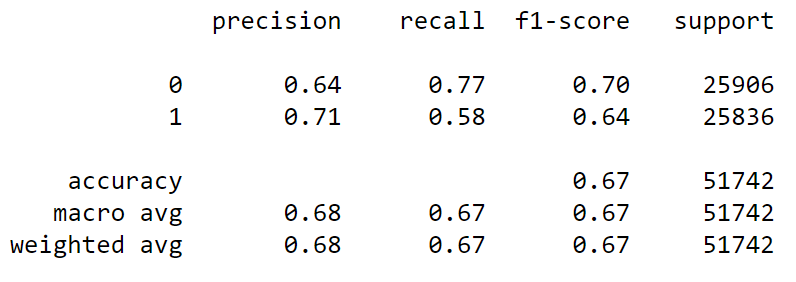 precision recall f1-score support
0 0.64 0.77 0.70 25906
1 0.71 0.58 0.64 25836
accuracy 0.67 51742
macro avg 0.68 0.67 0.67 51742
weighted avg 0.68 0.67 0.67 51742